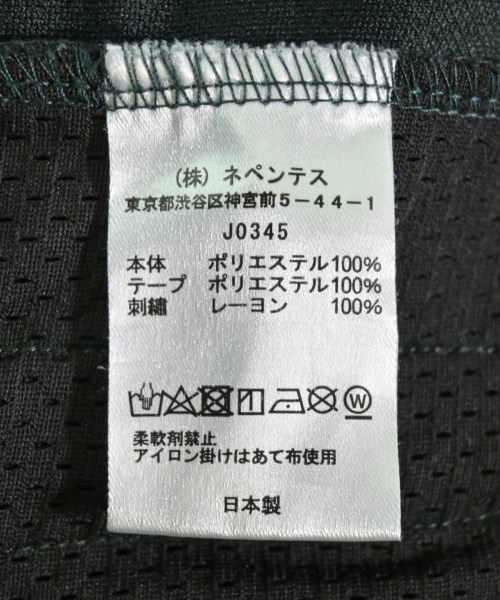 (株) ネペンテス
東京都渋谷区神宮前5－44－1
J0345
本体 ポリエステル100%
テープ ポリエステル100%
刺繡 レーヨン 100%
W
柔軟剤禁止
アイロン掛けはあて布使用
日本製